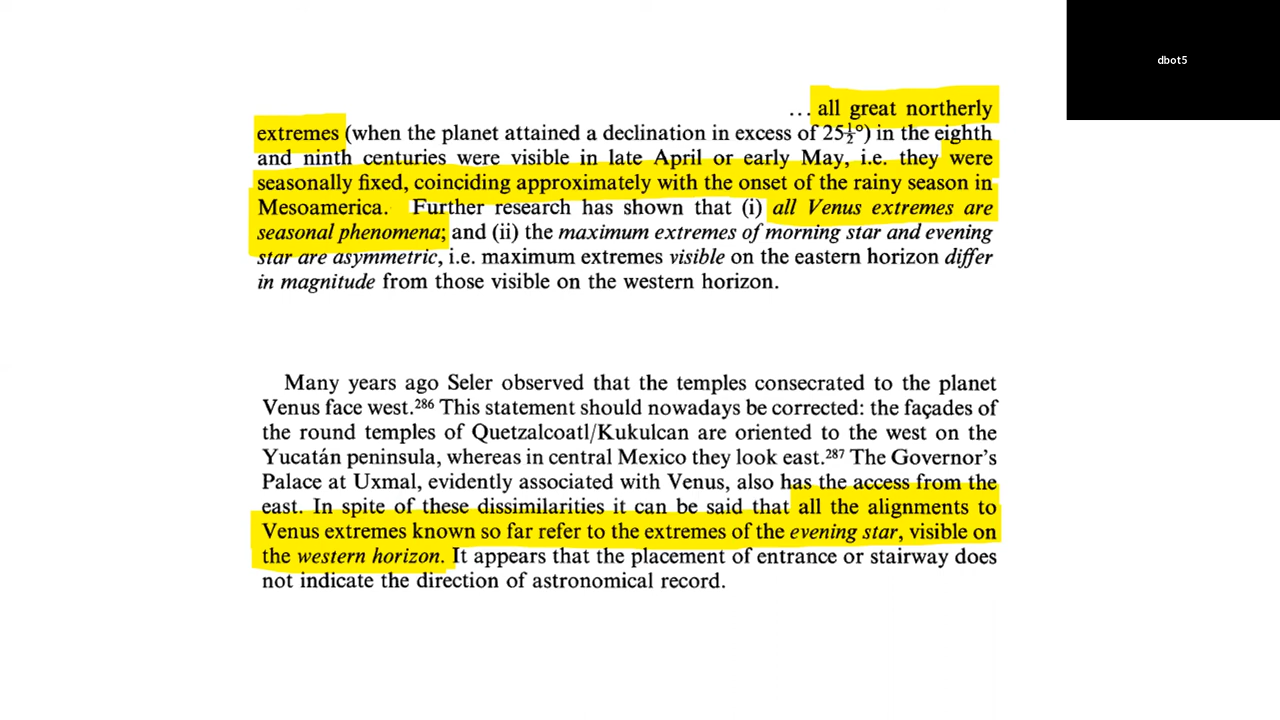 dbot5
... all great northerly
extremes (when the planet attained a declination in excess of 25½°) in the eighth
and ninth centuries were visible in late April or early May, i.e. they were
seasonally fixed, coinciding approximately with the onset of the rainy season in
Mesoamerica. Further research has shown that (i) all Venus extremes are
seasonal phenomena; and (ii) the maximum extremes of morning star and evening
star are asymmetric, i.e. maximum extremes visible on the eastern horizon differ
in magnitude from those visible on the western horizon.
Many years ago Seler observed that the temples consecrated to the planet
Venus face west.²⁸⁶ This statement should nowadays be corrected: the façades of
the round temples of Quetzalcoatl/Kukulcan are oriented to the west on the
Yucatán peninsula, whereas in central Mexico they look east.²⁸⁷ The Governor's
Palace at Uxmal, evidently associated with Venus, also has the access from the
east. In spite of these dissimilarities it can be said that all the alignments to
Venus extremes known so far refer to the extremes of the evening star, visible on
the western horizon. It appears that the placement of entrance or stairway does
not indicate the direction of astronomical record.